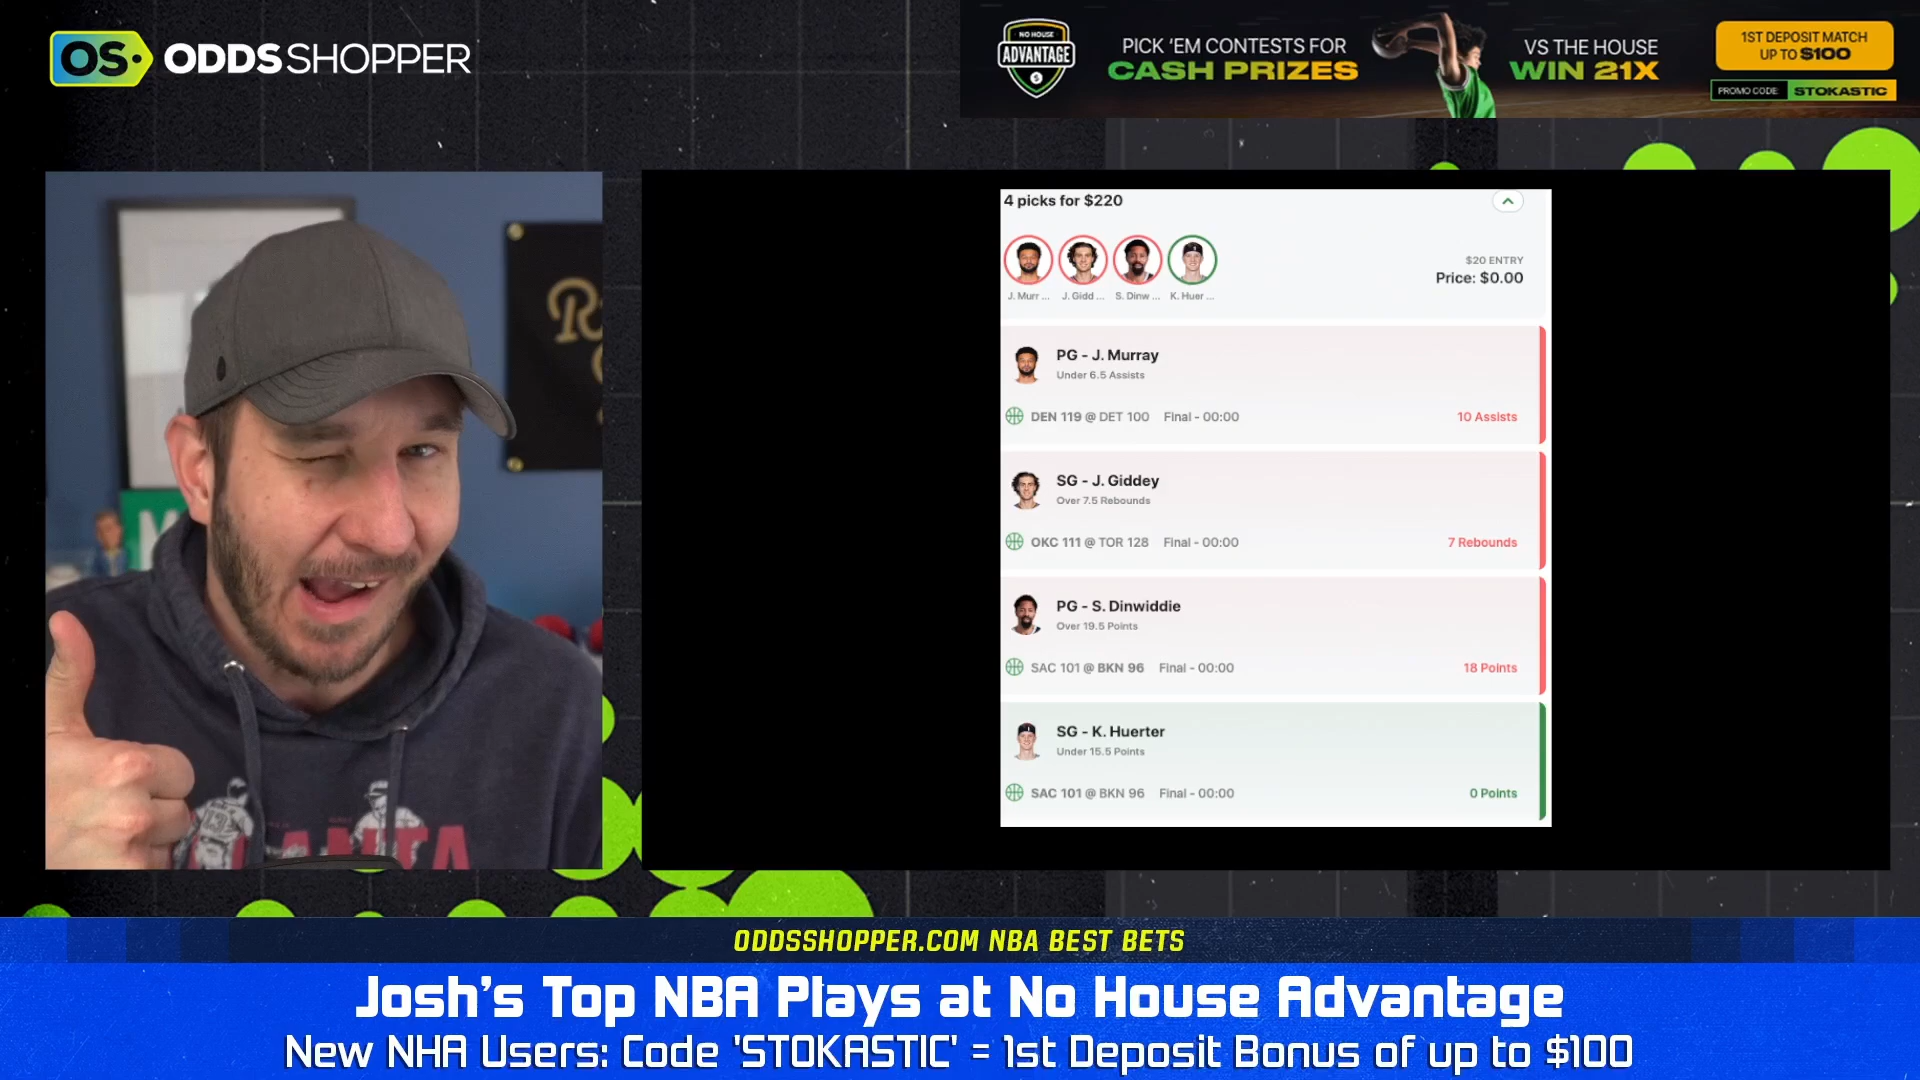 OS.
ODDSSHOPPER
NO HOUSE
ADVANTAGE
PICK 'EM CONTESTS FOR
CASH PRIZES
VS THE HOUSE
WIN 21X
1ST DEPOSIT MATCH
UP TO $100
PROMO CODE: STOKASTIC
4 picks for $220
J. Murr ... J. Gidd ... S. Dinw ... K. Huer ...
$20 ENTRY
Price: $0.00
PG - J. Murray
Under 6.5 Assists
DEN 119 @ DET 100 Final - 00:00 10 Assists
SG - J. Giddey
Over 7.5 Rebounds
OKC 111 @ TOR 128 Final - 00:00 7 Rebounds
PG - S. Dinwiddie
Over 19.5 Points
SAC 101 @ BKN 96 Final - 00:00 18 Points
SG - K. Huerter
Under 15.5 Points
SAC 101 @ BKN 96 Final - 00:00 0 Points
ODDSSHOPPER.COM NBA BEST BETS
Josh's Top NBA Plays at No House Advantage
New NHA Users: Code 'STOKASTIC' = 1st Deposit Bonus of up to $100